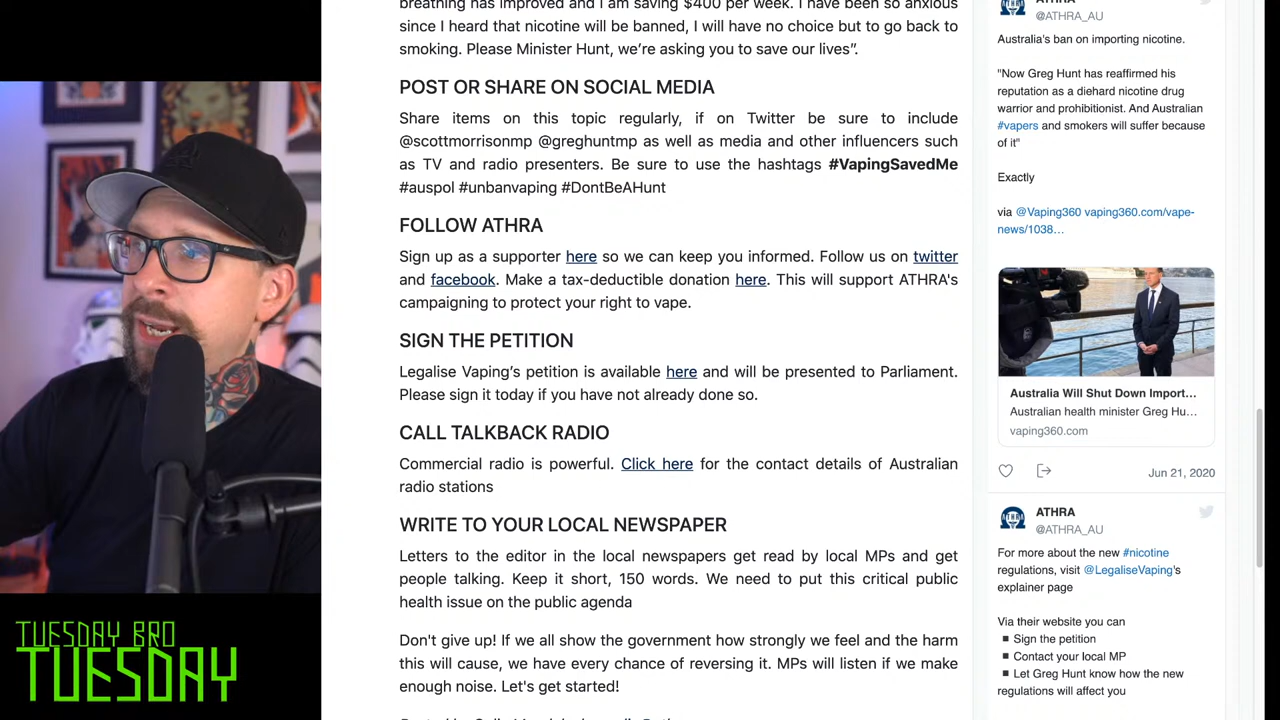 breathing has improved and I am saving $400 per week. I have been so anxious
since I heard that nicotine will be banned, I will have no choice but to go back to
smoking. Please Minister Hunt, we’re asking you to save our lives”.
POST OR SHARE ON SOCIAL MEDIA
Share items on this topic regularly, if on Twitter be sure to include
@scottmorrisonmp @greghuntmp as well as media and other influencers such
as TV and radio presenters. Be sure to use the hashtags #VapingSavedMe
#auspol #unbanvaping #DontBeAHunt
FOLLOW ATHRA
Sign up as a supporter here so we can keep you informed. Follow us on twitter
and facebook. Make a tax-deductible donation here. This will support ATHRA's
campaigning to protect your right to vape.
SIGN THE PETITION
Legalise Vaping’s petition is available here and will be presented to Parliament.
Please sign it today if you have not already done so.
CALL TALKBACK RADIO
Commercial radio is powerful. Click here for the contact details of Australian
radio stations
WRITE TO YOUR LOCAL NEWSPAPER
Letters to the editor in the local newspapers get read by local MPs and get
people talking. Keep it short, 150 words. We need to put this critical public
health issue on the public agenda
Don't give up! If we all show the government how strongly we feel and the harm
this will cause, we have every chance of reversing it. MPs will listen if we make
enough noise. Let's get started!
ATHRA
@ATHRA_AU
Australia's ban on importing nicotine.
"Now Greg Hunt has reaffirmed his
reputation as a diehard nicotine drug
warrior and prohibitionist. And Australian
#vapers and smokers will suffer because
of it"
Exactly
via @Vaping360 vaping360.com/vape-
news/1038…
Australia Will Shut Down Import…
Australian health minister Greg Hu…
vaping360.com
Jun 21, 2020
ATHRA
@ATHRA_AU
For more about the new #nicotine
regulations, visit @LegaliseVaping's
explainer page
Via their website you can
▪ Sign the petition
▪ Contact your local MP
▪ Let Greg Hunt know how the new
regulations will affect you
TUESDAY BRO
TUESDAY